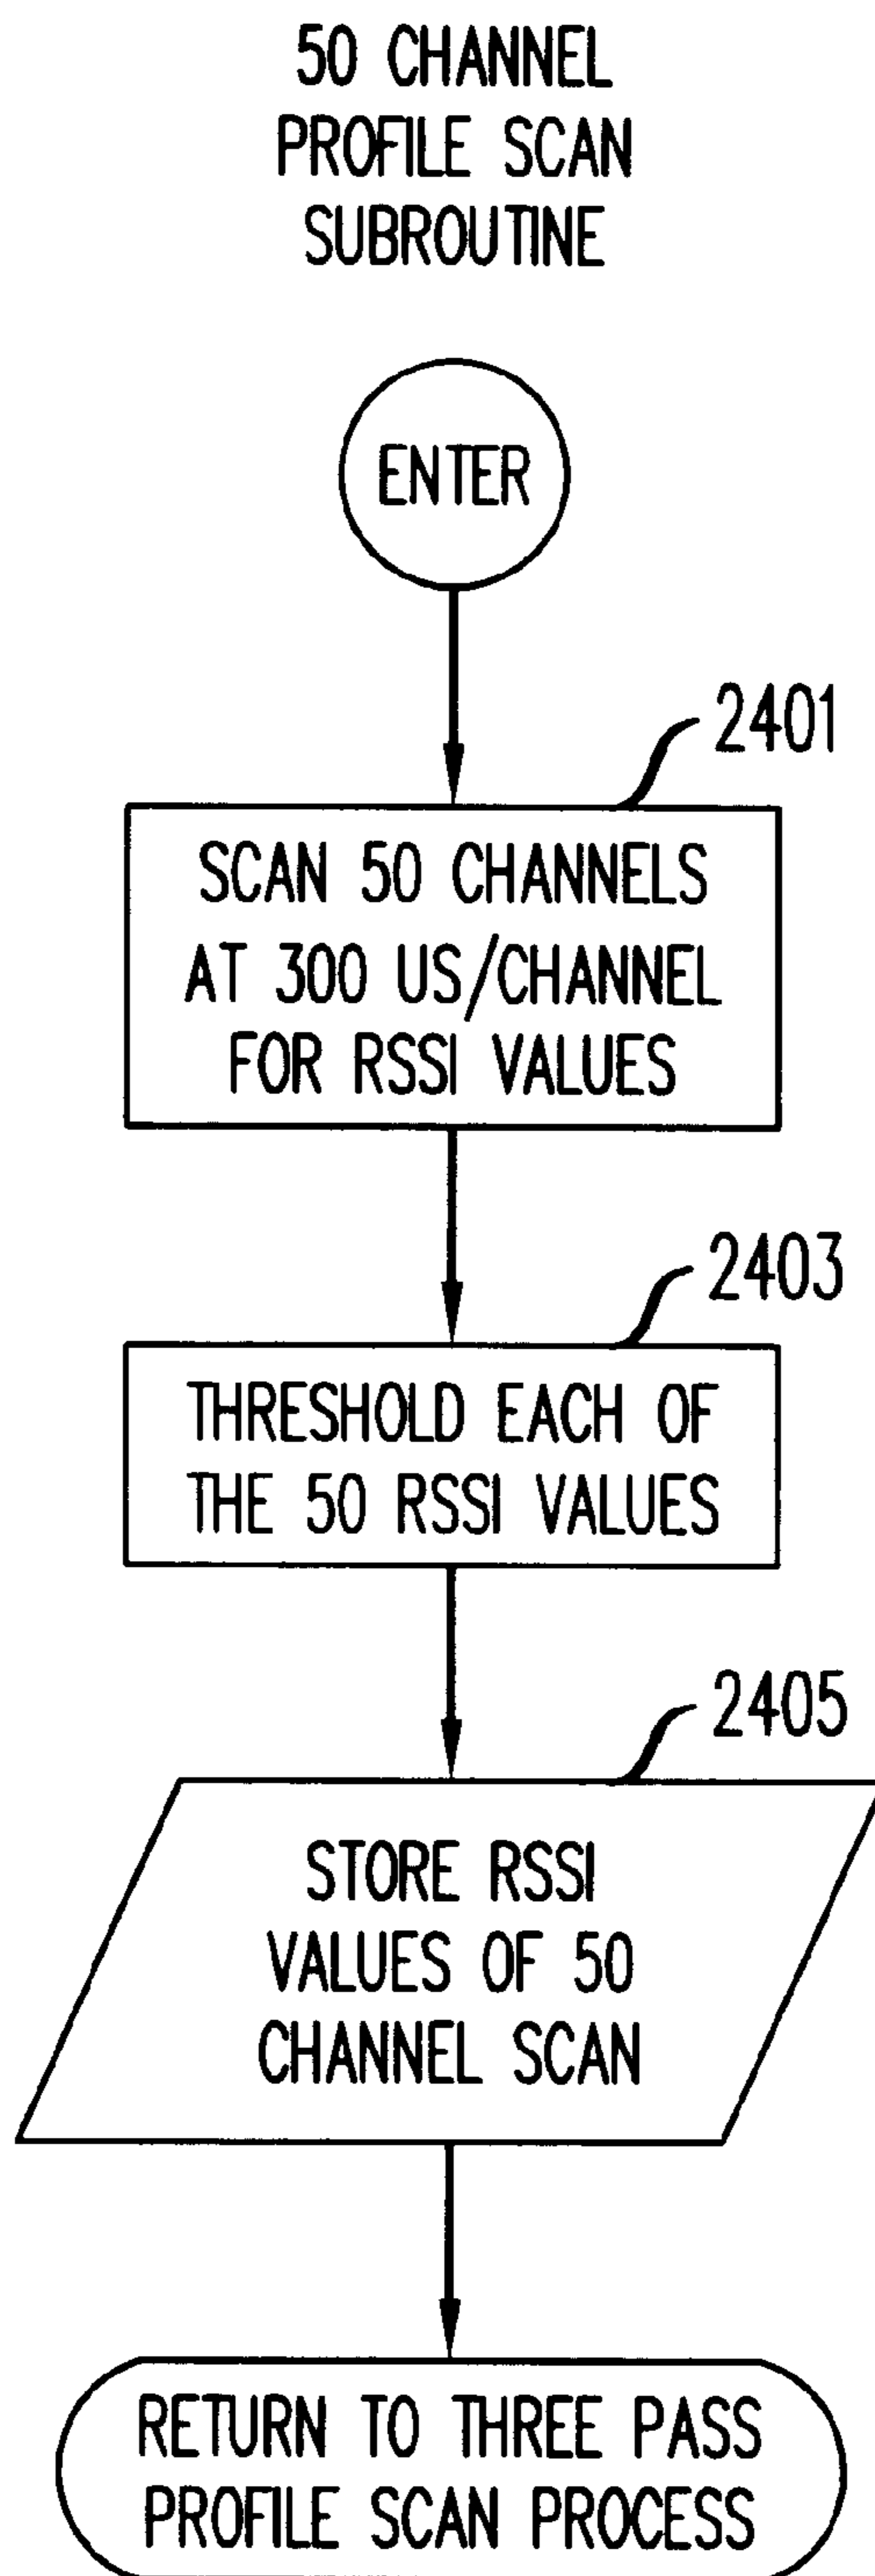 50 CHANNEL
PROFILE SCAN
SUBROUTINE
ENTER
2401
SCAN 50 CHANNELS
AT 300 US/CHANNEL
FOR RSSI VALUES
2403
THRESHOLD EACH OF
THE 50 RSSI VALUES
2405
STORE RSSI
VALUES OF 50
CHANNEL SCAN
RETURN TO THREE PASS
PROFILE SCAN PROCESS